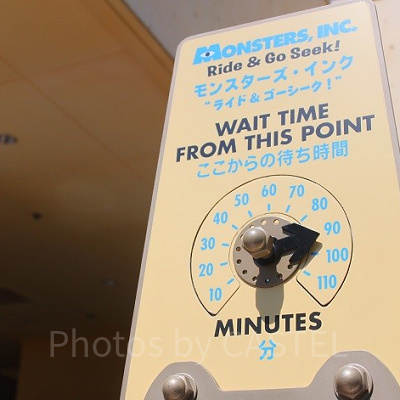 MONSTERS, INC.
Ride & Go Seek!
モンスターズ・インク
"ライド&ゴーシーク!"
WAIT TIME
FROM THIS POINT
ここからの待ち時間
10 20 30 40 50 60 70 80 90 100 110
MINUTES
分
Photos by CASTEL